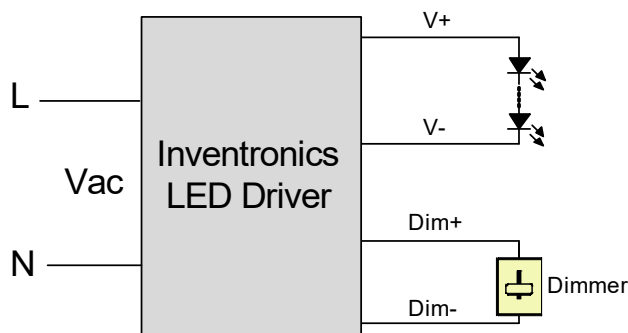 V+
L
V-
Inventronics
LED Driver
Vac
Dim+
N
Dimmer
Dim-